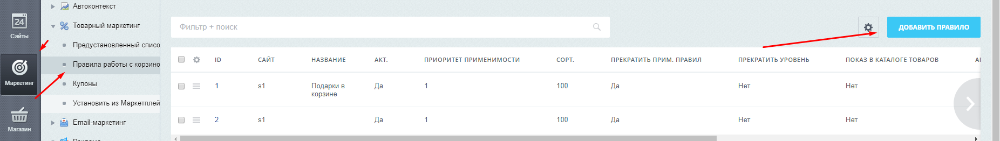 24
Сайты
Маркетинг
Магазин
Автоконтекст
Товарный маркетинг
Предустановленный списо
Правила работы с корзино
Купоны
Установить из Маркетплей
Email-маркетинг
Реклама
Фильтр + поиск
ДОБАВИТЬ ПРАВИЛО
ID САЙТ НАЗВАНИЕ АКТ. ПРИОРИТЕТ ПРИМЕНИМОСТИ СОРТ. ПРЕКРАТИТЬ ПРИМ. ПРАВИЛ ПРЕКРАТИТЬ УРОВЕНЬ ПОКАЗ В КАТАЛОГЕ ТОВАРОВ
1 s1 Подарки в Да 1 100 Да Нет Нет
корзине
2 s1 Да 1 100 Да Нет Нет